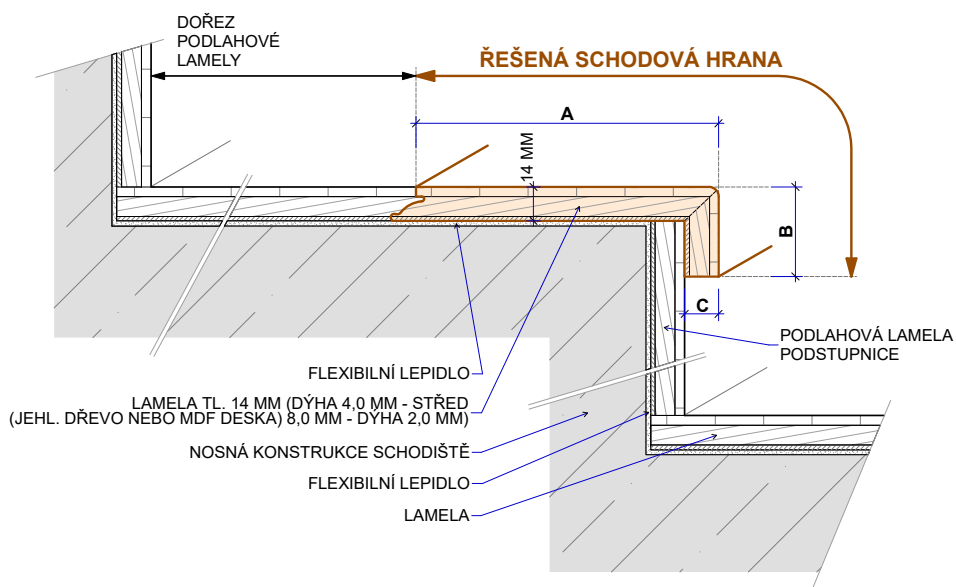 DOŘEZ
PODLAHOVÉ
LAMELY
ŘEŠENÁ SCHODOVÁ HRANA
A
14 MM
B
C
PODLAHOVÁ LAMELA
PODSTUPNICE
FLEXIBILNÍ LEPIDLO
LAMELA TL. 14 MM (DÝHA 4,0 MM - STŘED
(JEHL. DŘEVO NEBO MDF DESKA) 8,0 MM - DÝHA 2,0 MM)
NOSNÁ KONSTRUKCE SCHODIŠTĚ
FLEXIBILNÍ LEPIDLO
LAMELA